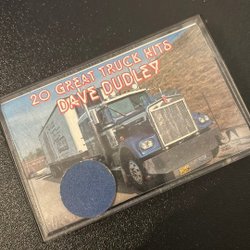 20 GREAT TRUCK HITS
DAVE DUDLEY